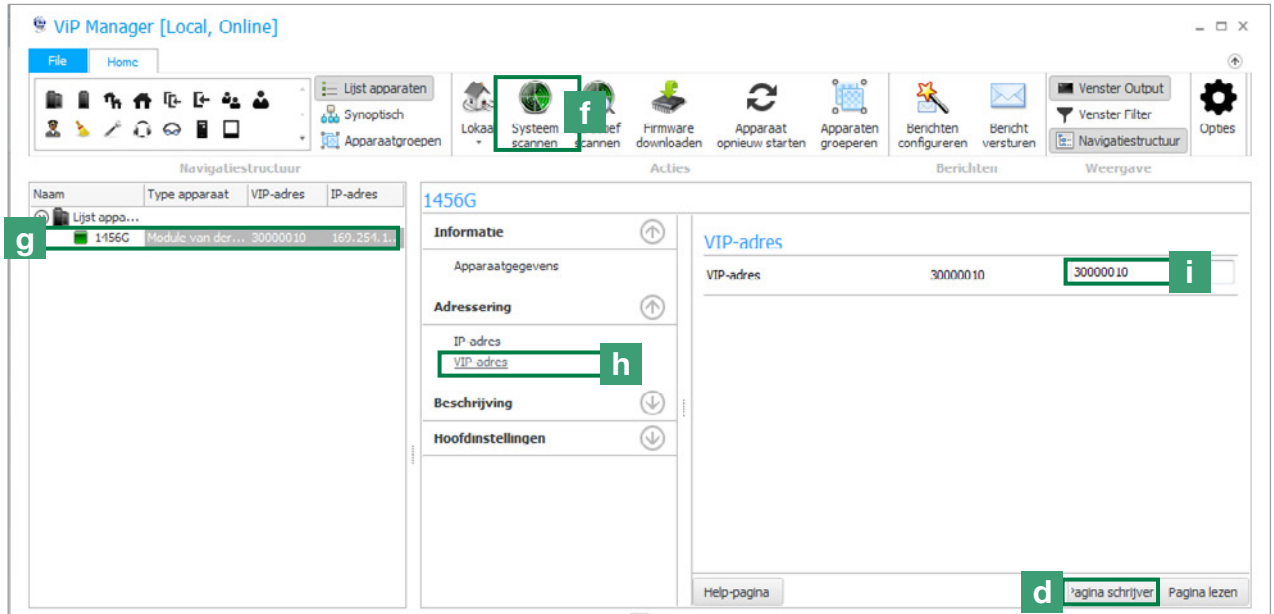 ViP Manager [Local, Online]
File Home
Lijst apparaten
Synoptisch
Apparaatgroepen
Lokaal
Systeem scannen
f
scannen
Firmware downloaden
Apparaat opnieuw starten
Apparaten groeperen
Berichten configureren
Bericht versturen
Venster Output
Venster Filter
Navigatiestructuur
Opties
Navigatiestructuur Acties Berichten Weergave
Naam Type apparaat VIP-adres IP-adres
Lijst appa...
g 1456G Module van der... 30000010 169.254.1..
1456G
Informatie
Apparaatgegevens
Adressering
IP-adres
VIP-adres h
Beschrijving
Hoofdinstellingen
VIP-adres
VIP-adres 30000010 30000010 i
Help-pagina d Pagina schrijver Pagina lezen